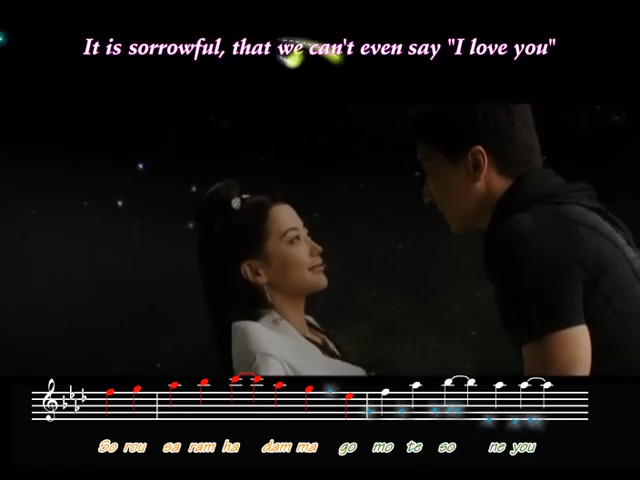 It is sorrowful, that we can't even say "I love you"
So rou sa ram ha dam ma go mo te so ne you